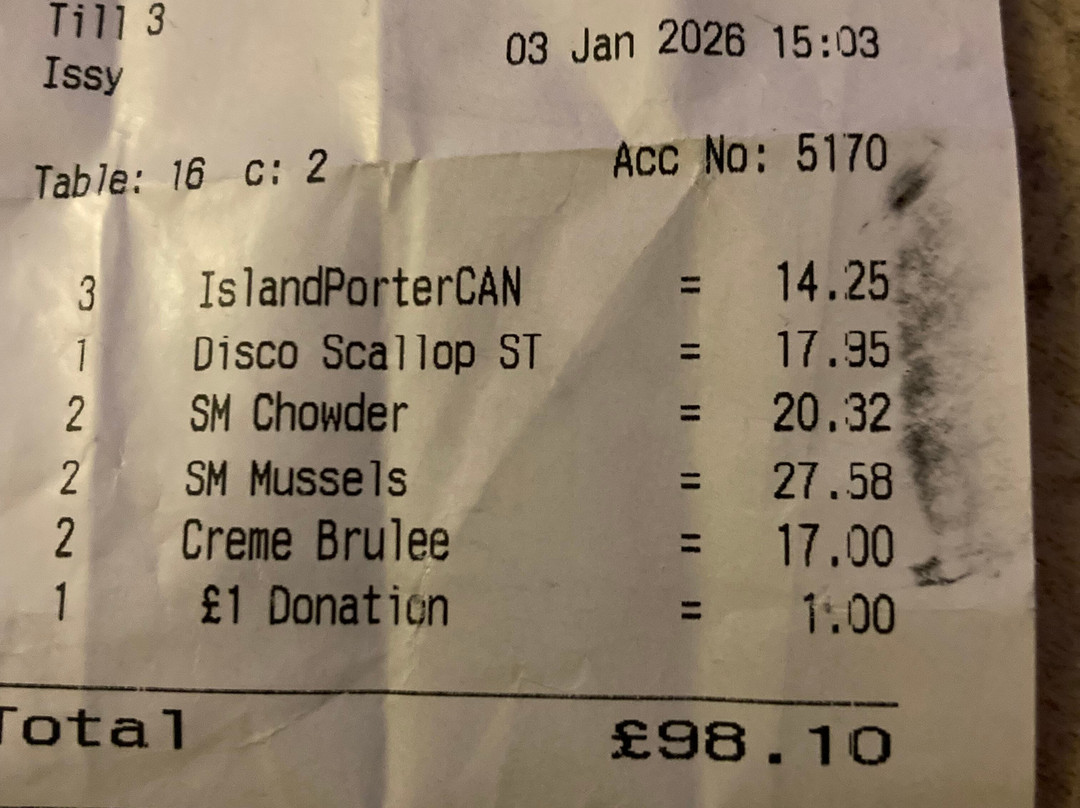 Till 3
03 Jan 2026 15:03
Issy
Table: 16 c: 2 Acc No: 5170
3 IslandPorterCAN = 14.25
1 Disco Scallop ST = 17.95
2 SM Chowder = 20.32
2 SM Mussels = 27.58
2 Creme Brulee = 17.00
1 £1 Donation = 1.00
Total £98.10